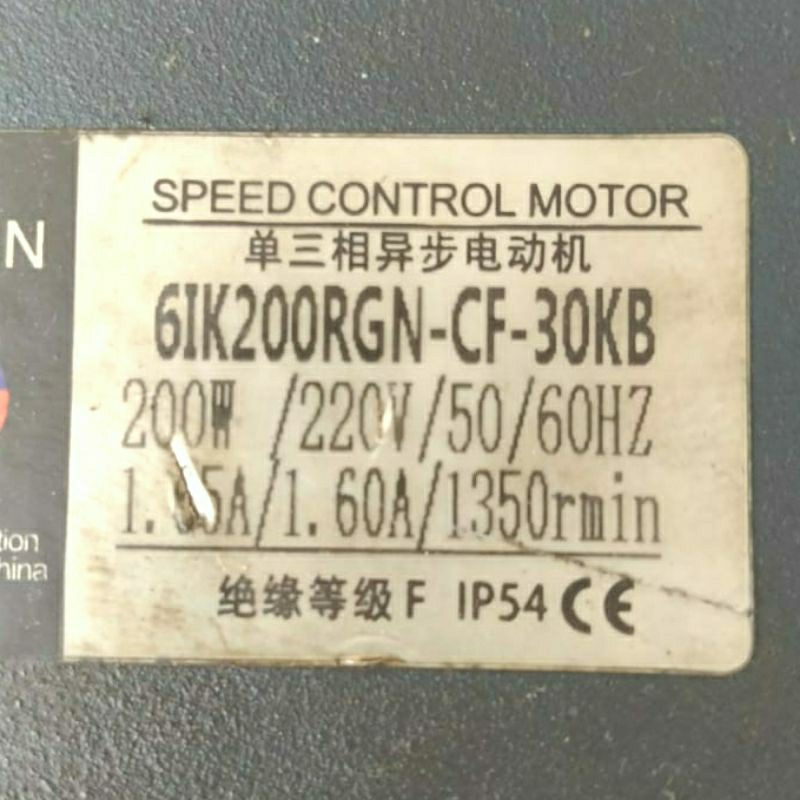 N
SPEED CONTROL MOTOR
单三相异步电动机
6IK200RGN-CF-30KB
200W /220V/50/60HZ
/1.60A/1350rmin
tion
hina
绝缘等级 F IP54 CE